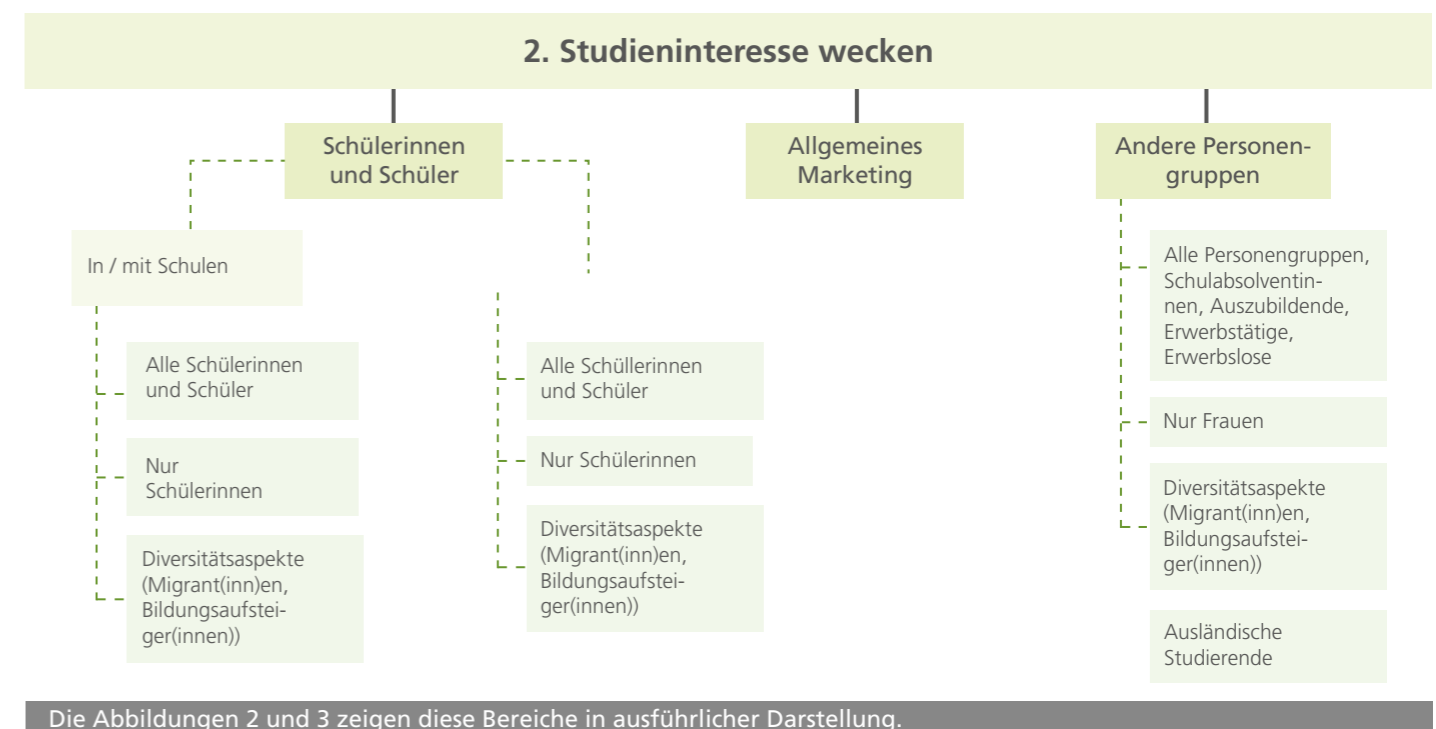 2. Studieninteresse wecken
Schülerinnen
und Schüler
Allgemeines
Marketing
Andere Personen-
gruppen
In / mit Schulen
Alle Schülerinnen
und Schüler
Nur
Schülerinnen
Diversitätsaspekte
(Migrant(inn)en,
Bildungsaufstei-
ger(innen))
Alle Schüllerinnen
und Schüler
Nur Schülerinnen
Diversitätsaspekte
(Migrant(inn)en,
Bildungsaufstei-
ger(innen))
Alle Personengruppen,
Schulabsolventin-
nen, Auszubildende,
Erwerbstätige,
Erwerbslose
Nur Frauen
Diversitätsaspekte
(Migrant(inn)en,
Bildungsaufstei-
ger(innen))
Ausländische
Studierende
Die Abbildungen 2 und 3 zeigen diese Bereiche in ausführlicher Darstellung.